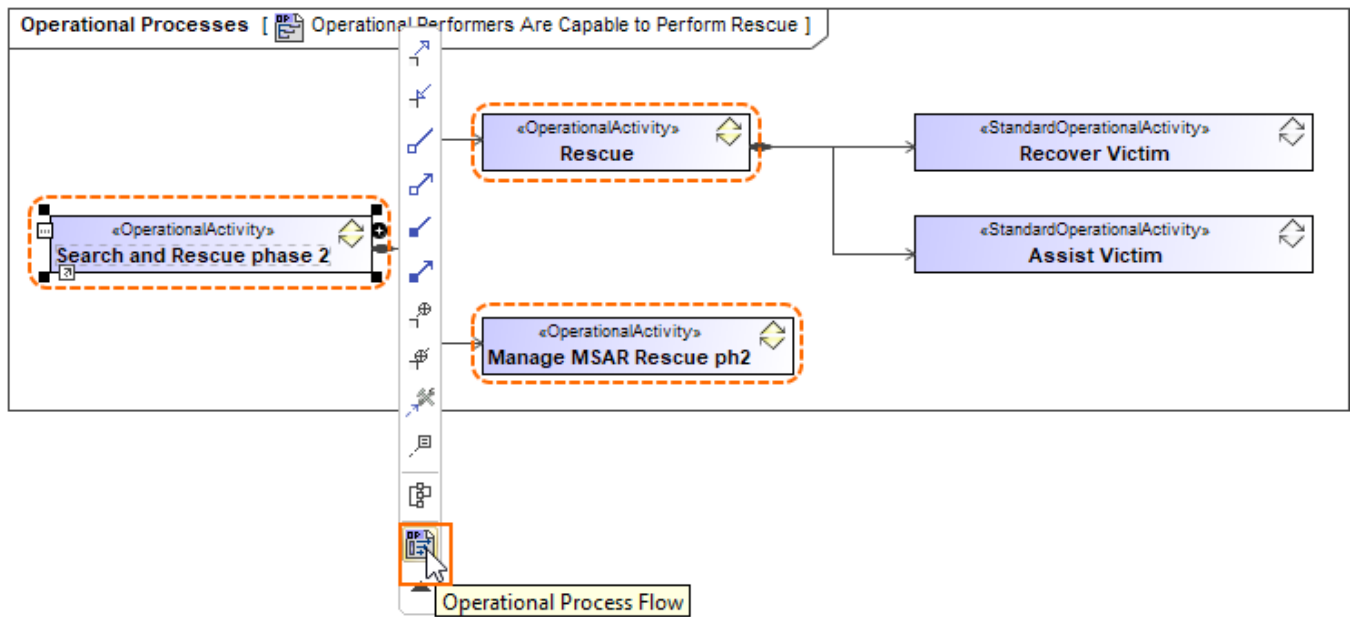 Operational Processes [ Operational Performers Are Capable to Perform Rescue ]
«OperationalActivity»
Rescue
«StandardOperationalActivity»
Recover Victim
«OperationalActivity»
Search and Rescue phase 2
«StandardOperationalActivity»
Assist Victim
«OperationalActivity»
Manage MSAR Rescue ph2
OP
Operational Process Flow